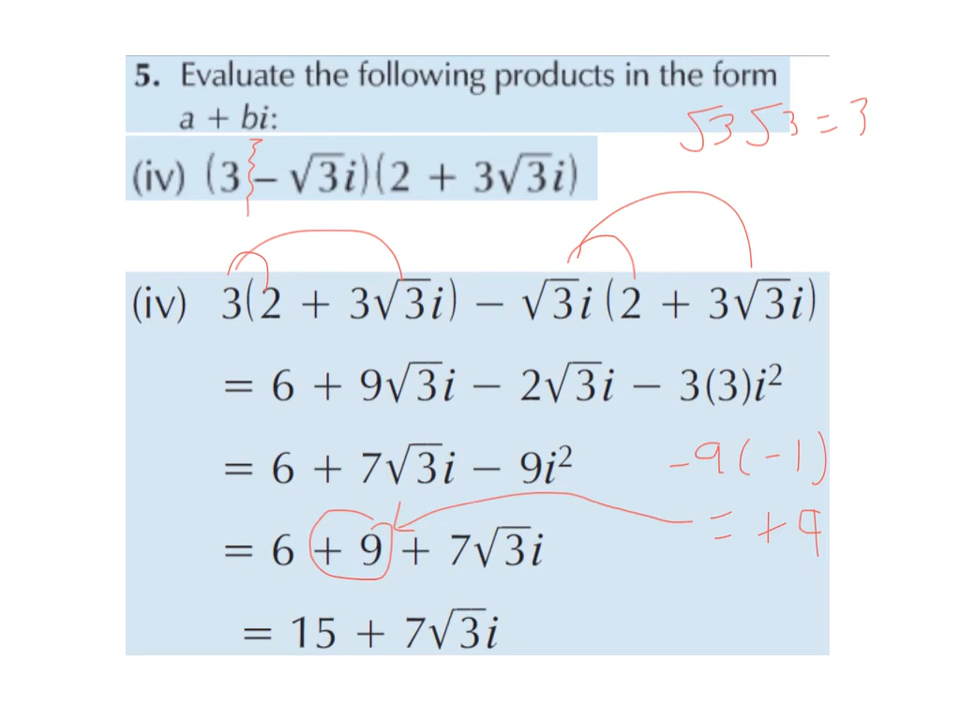 5. Evaluate the following products in the form
a + bi:
√3 √3 = 3
(iv) (3 – √3i)(2 + 3√3i)
(iv) 3(2 + 3√3i) – √3i (2 + 3√3i)
= 6 + 9√3i – 2√3i – 3(3)i²
= 6 + 7√3i – 9i²
-9(-1)
= +9
= 6 + 9 + 7√3i
= 15 + 7√3i